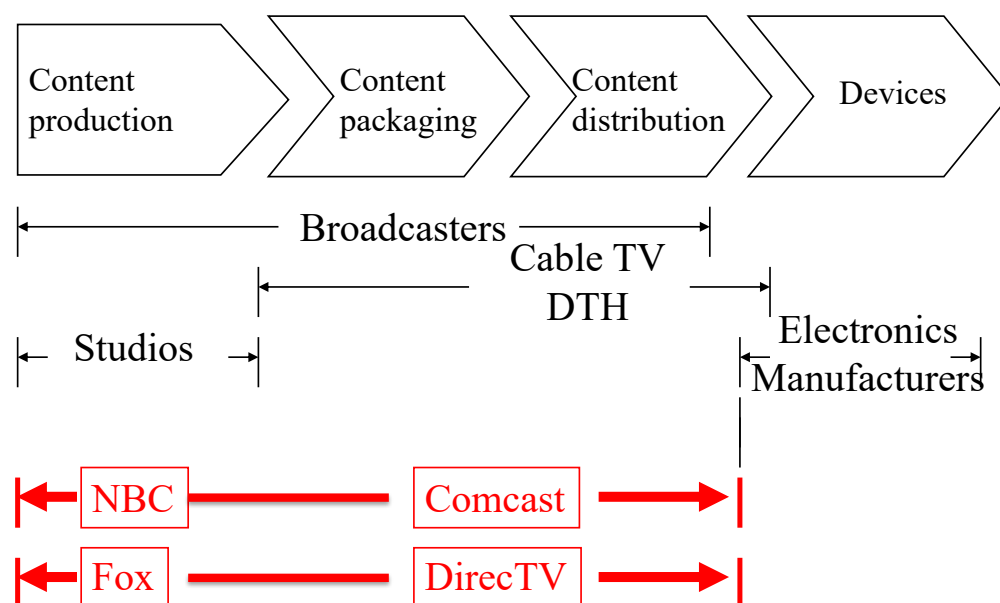 Content
production
Content
packaging
Content
distribution
Devices
Broadcasters
Cable TV
DTH
Studios
Electronics
Manufacturers
NBC
Comcast
Fox
DirecTV